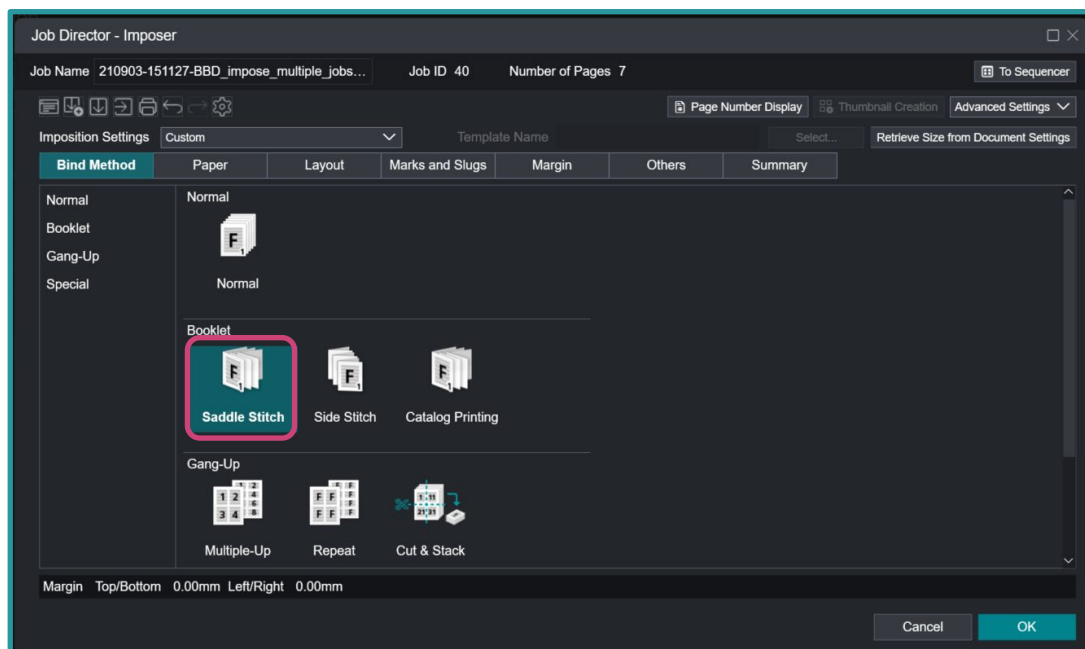 Job Director - Imposer
Job Name 210903-151127-BBD_impose_multiple_jobs... Job ID 40 Number of Pages 7 To Sequencer
Page Number Display Thumbnail Creation Advanced Settings
Imposition Settings Custom Template Name Select... Retrieve Size from Document Settings
Bind Method Paper Layout Marks and Slugs Margin Others Summary
Normal
Booklet
Gang-Up
Special
Normal
Normal
Booklet
Saddle Stitch Side Stitch Catalog Printing
Gang-Up
Multiple-Up Repeat Cut & Stack
Margin Top/Bottom 0.00mm Left/Right 0.00mm
Cancel OK